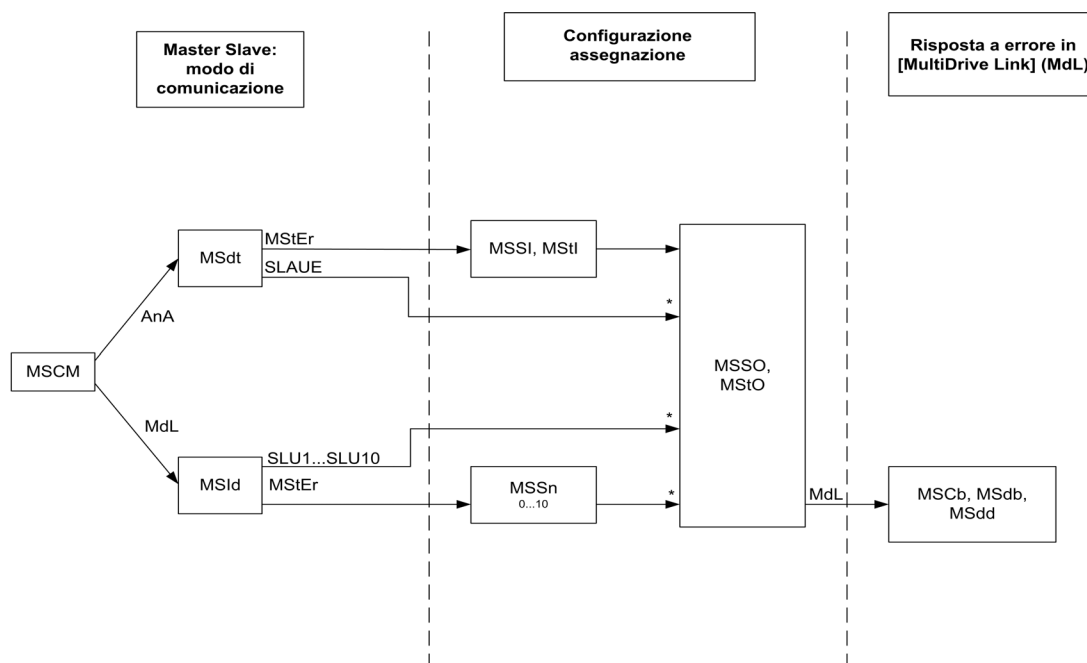 Master Slave:
modo di
comunicazione
Configurazione
assegnazione
Risposta a errore in
[MultiDrive Link] (MdL)
MSCM
AnA
MdL
MSdt
MStEr
SLAUE
MSId
SLU1...SLU10
MStEr
MSSI, MStI
*
*
MSSn
0...10
*
MSSO,
MStO
MdL
MSCb, MSdb,
MSdd